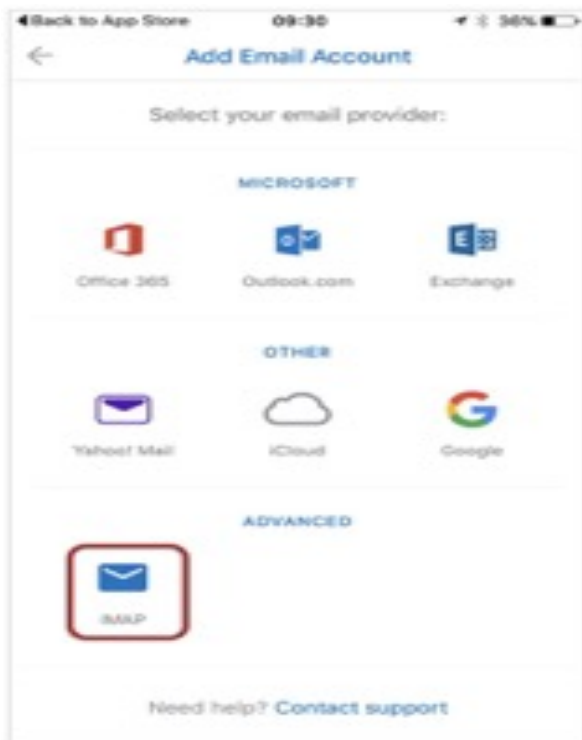 Back to App Store 09:30 36%
Add Email Account
Select your email provider:
MICROSOFT
Office 365 Outlook.com Exchange
OTHER
Yahoo! Mail iCloud Google
ADVANCED
IMAP
Need help? Contact support